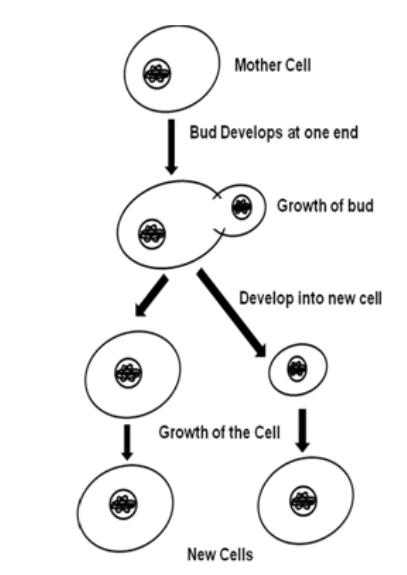 Mother Cell
Bud Develops at one end
Growth of bud
Develop into new cell
Growth of the Cell
New Cells